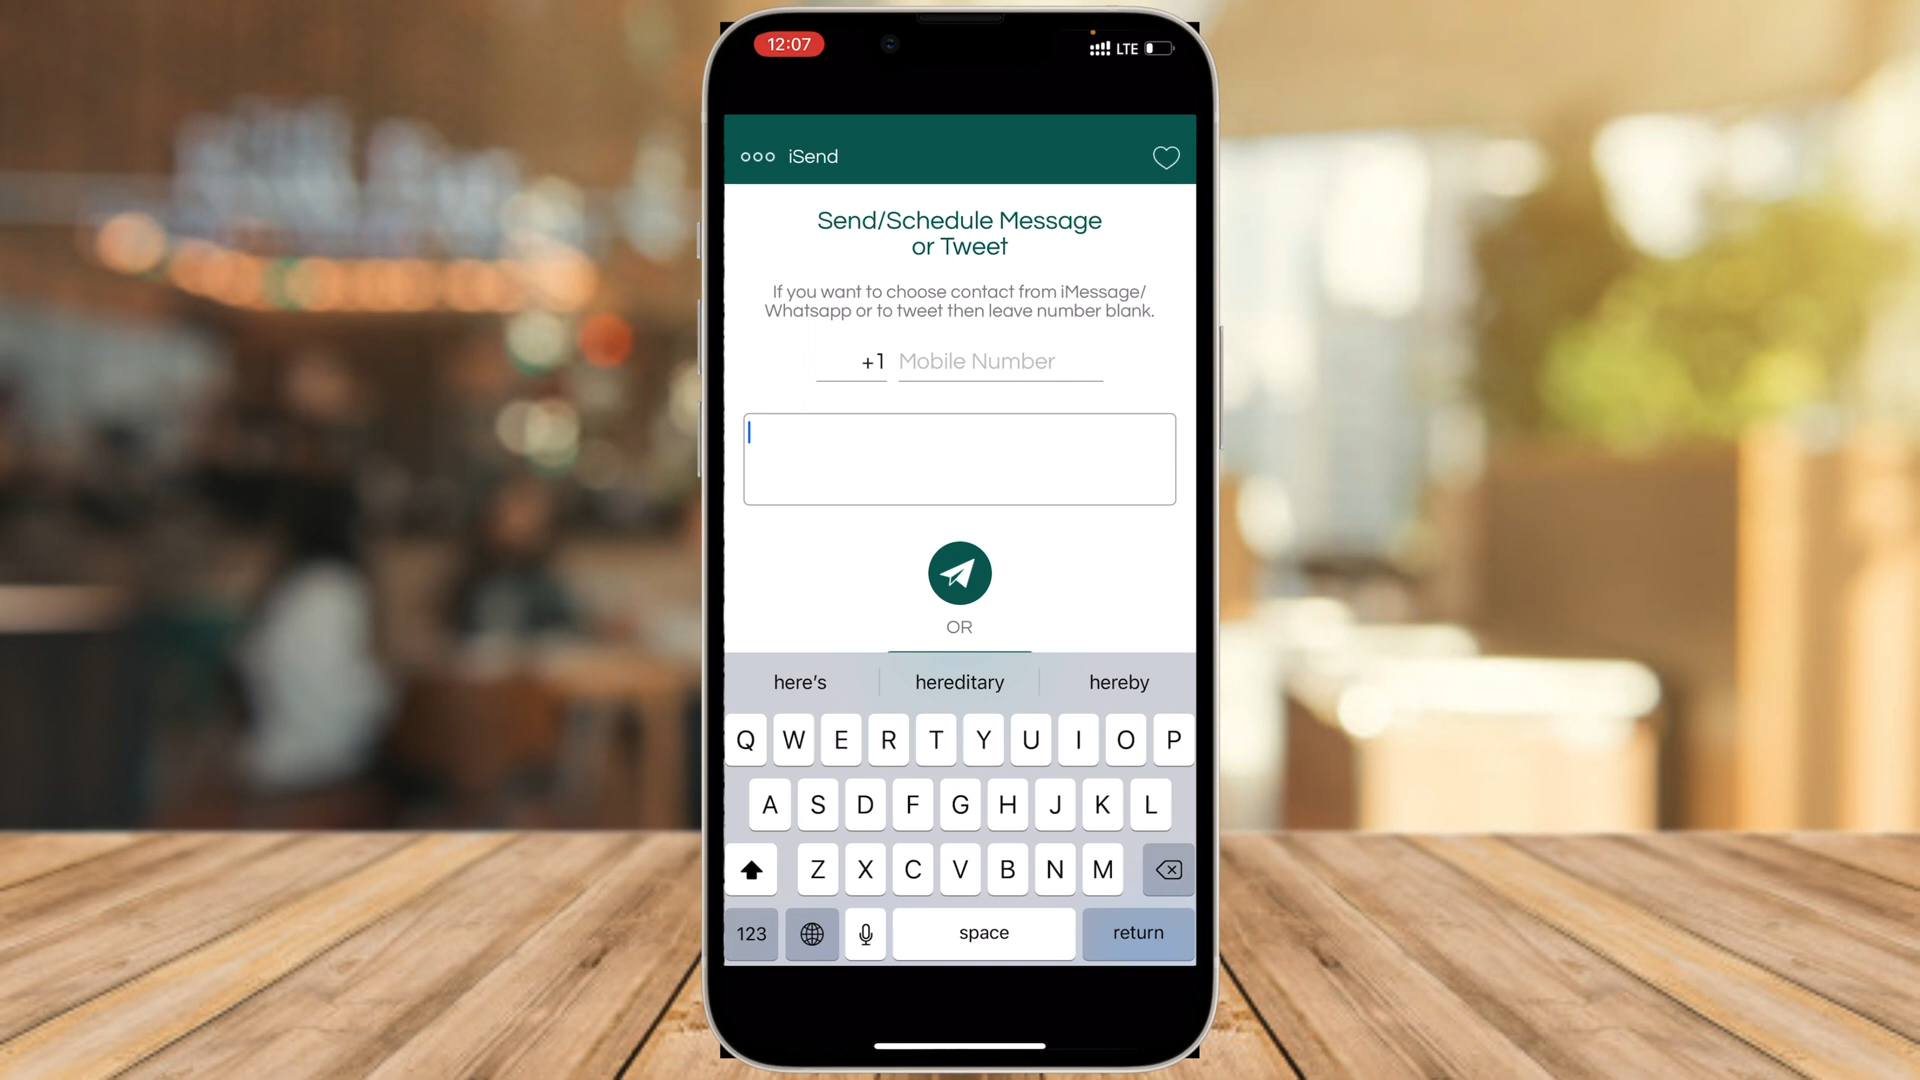 12:07
LTE
iSend
Send/Schedule Message
or Tweet
If you want to choose contact from iMessage/
Whatsapp or to tweet then leave number blank.
+1 Mobile Number
OR
here's hereditary hereby
Q W E R T Y U I O P
A S D F G H J K L
Z X C V B N M
123 space return